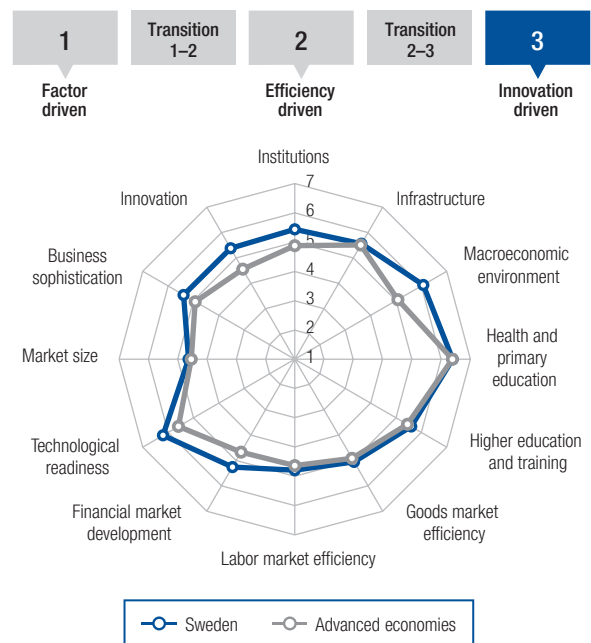 1
Transition
1–2
2
Transition
2–3
3
Factor
driven
Efficiency
driven
Innovation
driven
Institutions
7
Innovation
6
Infrastructure
5
Business
sophistication
4
Macroeconomic
environment
3
2
Market size
1
Health and
primary
education
Technological
readiness
Higher education
and training
Financial market
development
Goods market
efficiency
Labor market efficiency
Sweden
Advanced economies